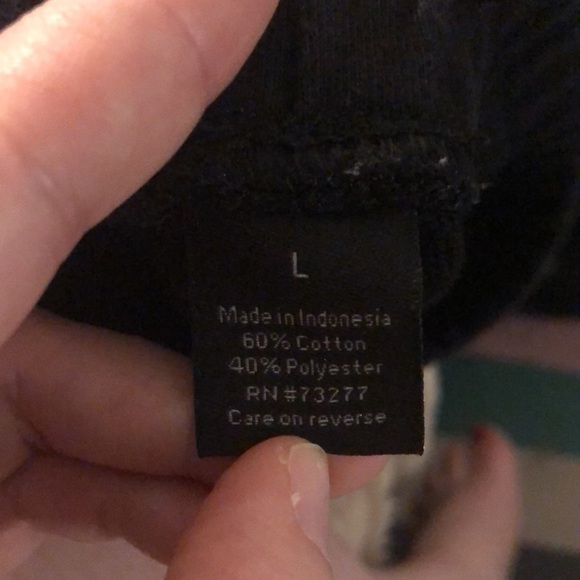 L
Made in Indonesia
60% Cotton
40% Polyester
RN #73277
Care on reverse